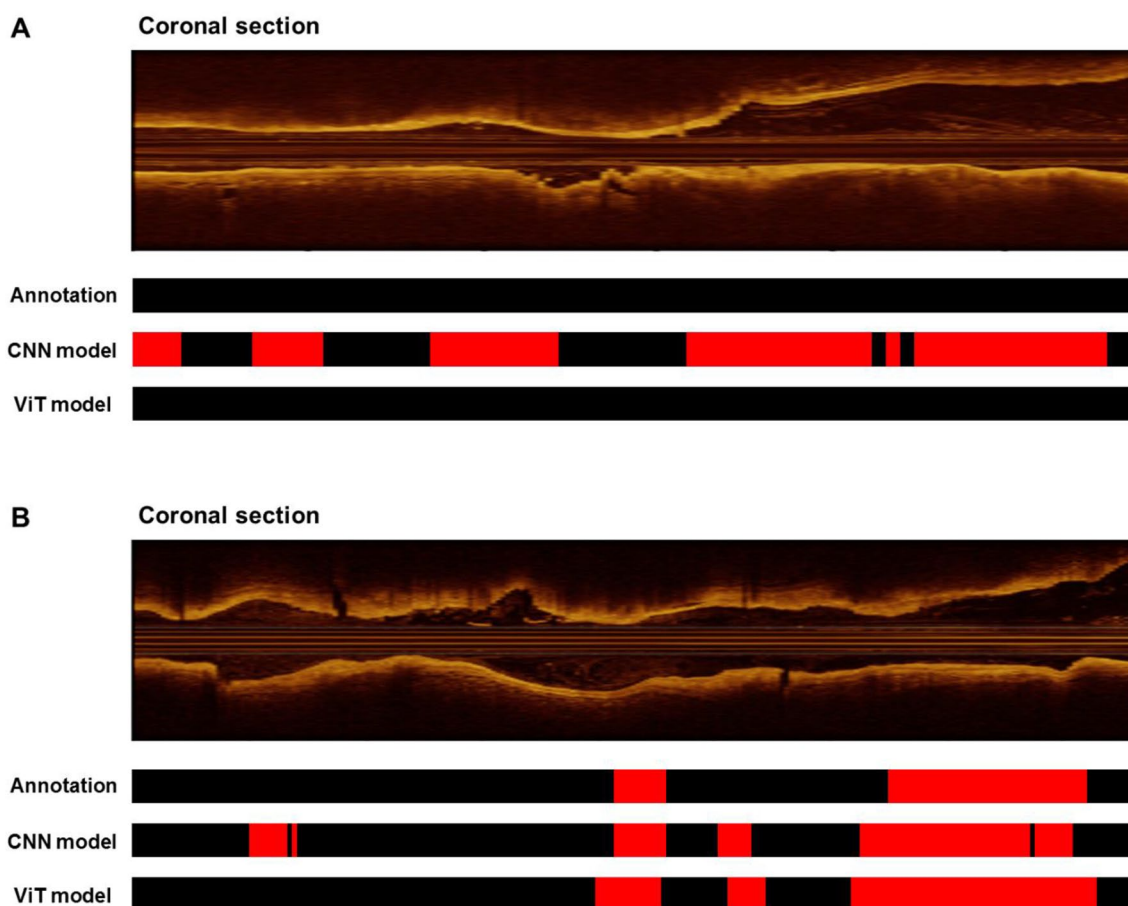 A
Coronal section
Annotation
CNN model
ViT model
B
Coronal section
Annotation
CNN model
ViT model